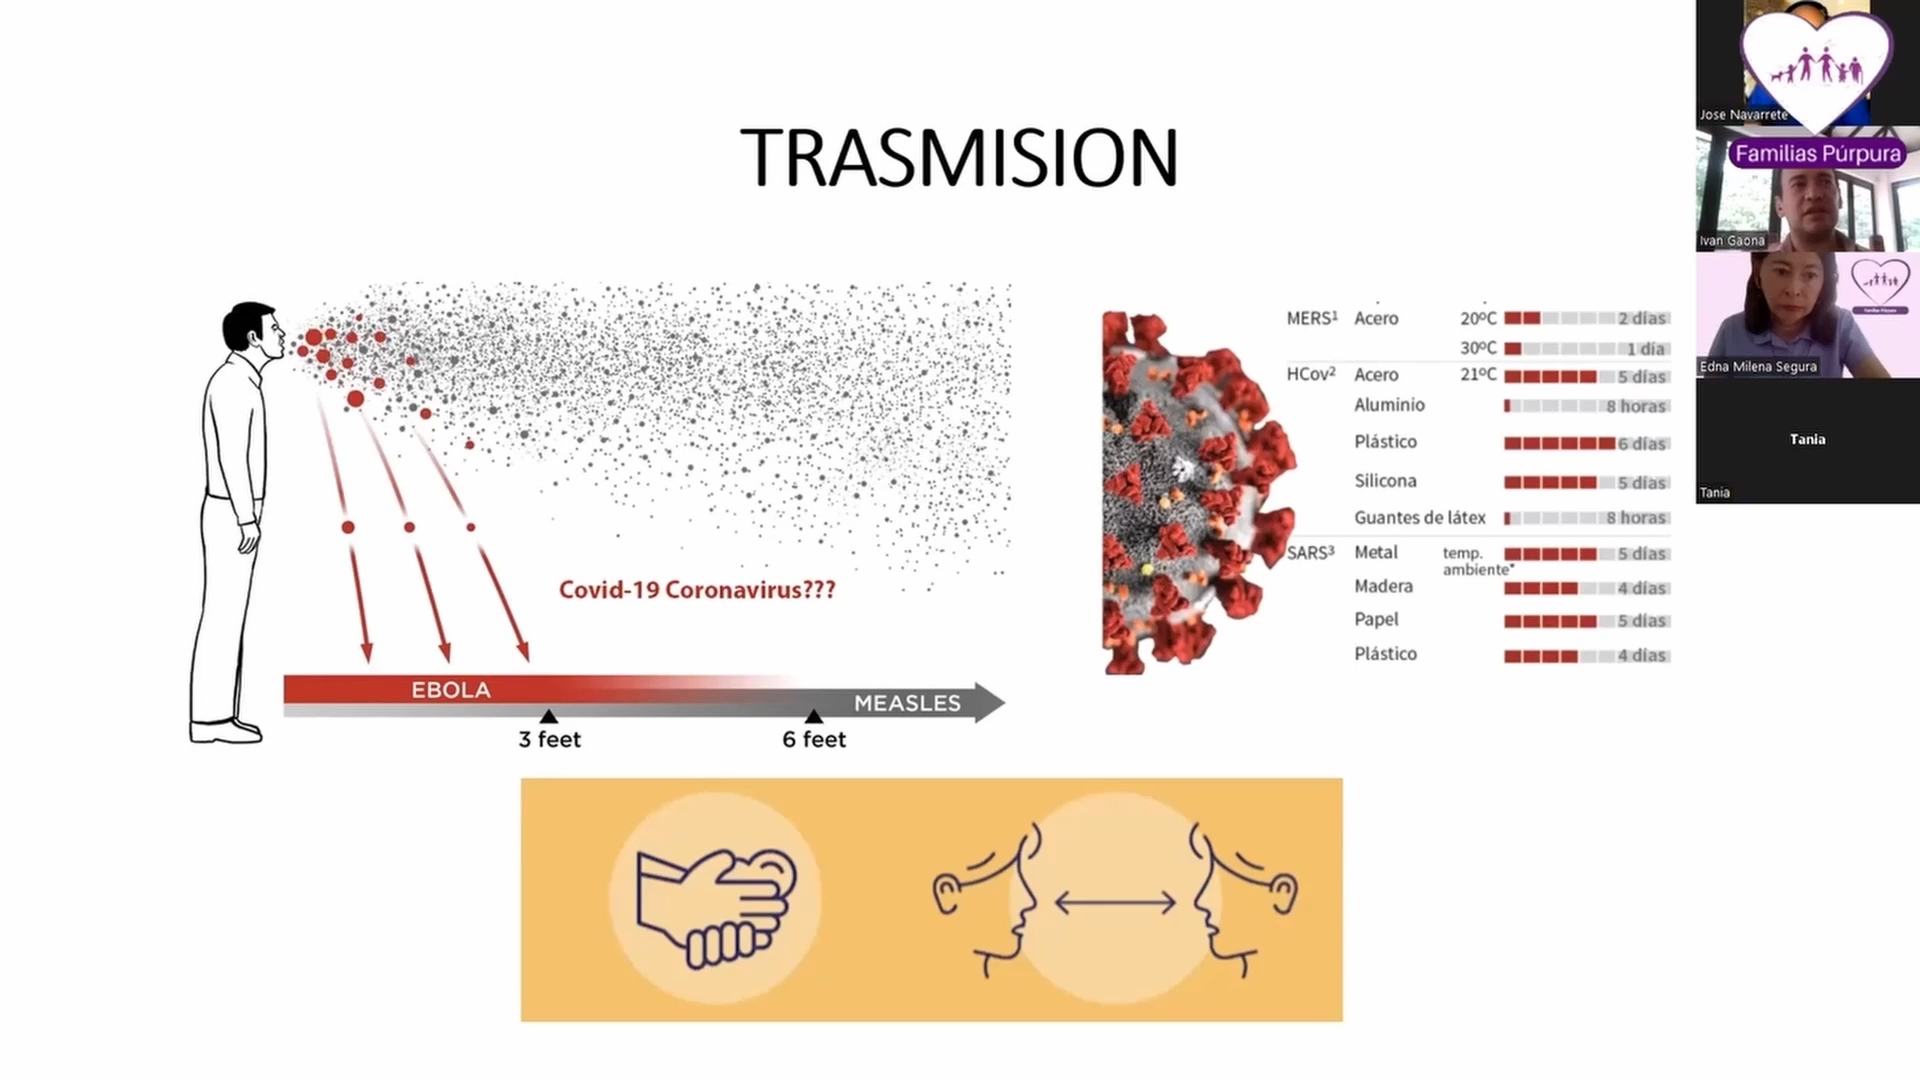 TRASMISION
Covid-19 Coronavirus???
EBOLA
MEASLES
3 feet
6 feet
MERS¹ Acero 20ºC 2 días
30ºC 1 día
HCov² Acero 21ºC 5 días
Aluminio 8 horas
Plástico 6 días
Silicona 5 días
Guantes de látex 8 horas
SARS³ Metal temp. ambiente* 5 días
Madera 4 días
Papel 5 días
Plástico 4 días
Jose Navarrete
Familias Púrpura
Ivan Gaona
Edna Milena Segura
Tania
Tania